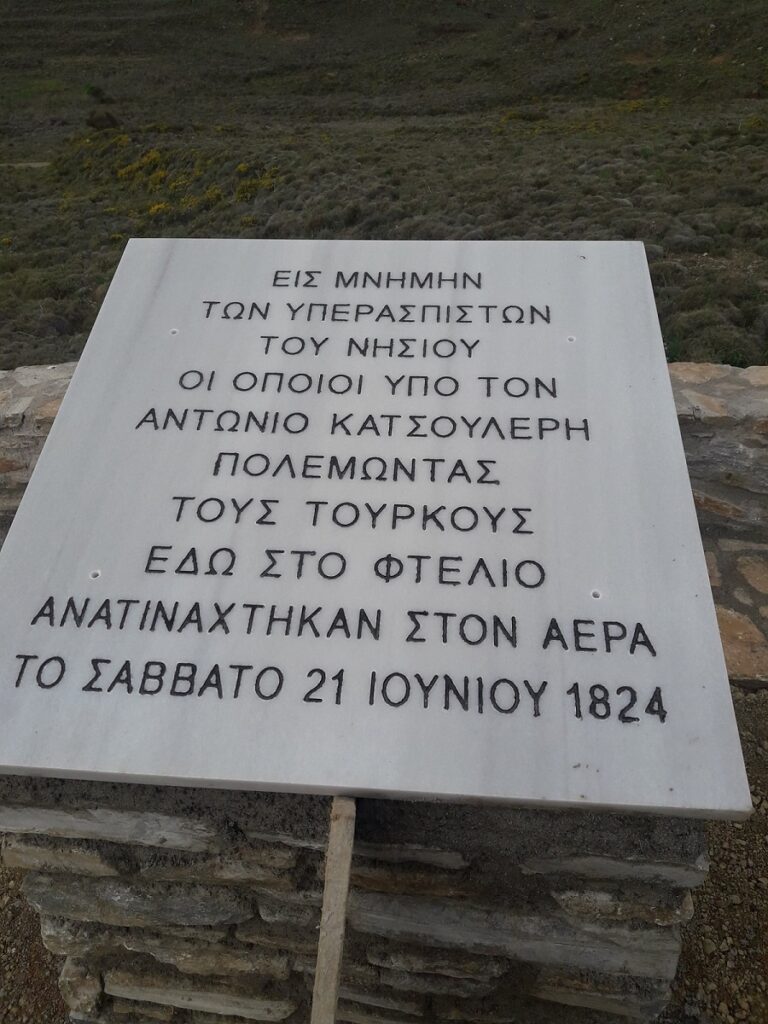 ΕΙΣ ΜΝΗΜΗΝ
ΤΩΝ ΥΠΕΡΑΣΠΙΣΤΩΝ
ΤΟΥ ΝΗΣΙΟΥ
ΟΙ ΟΠΟΙΟΙ ΥΠΟ ΤΟΝ
ΑΝΤΩΝΙΟ ΚΑΤΣΟΥΛΕΡΗ
ΠΟΛΕΜΩΝΤΑΣ
ΤΟΥΣ ΤΟΥΡΚΟΥΣ
ΕΔΩ ΣΤΟ ΦΤΕΛΙΟ
ΑΝΑΤΙΝΑΧΤΗΚΑΝ ΣΤΟΝ ΑΕΡΑ
ΤΟ ΣΑΒΒΑΤΟ 21 ΙΟΥΝΙΟΥ 1824